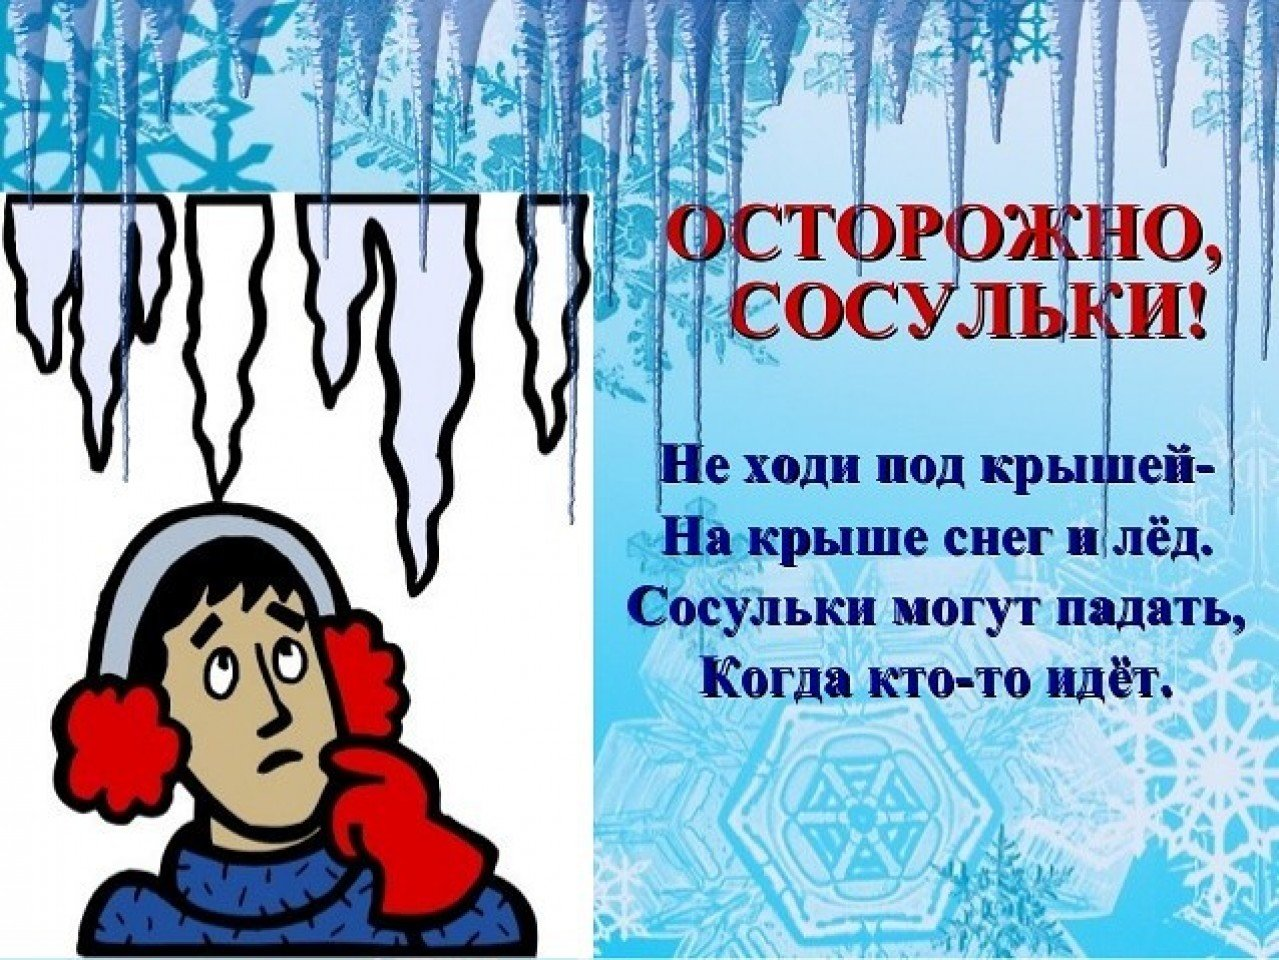 ОСТОРОЖНО,
СОСУЛЬКИ!
Не ходи под крышей-
На крыше снег и лёд.
Сосульки могут падать,
Когда кто-то идёт.